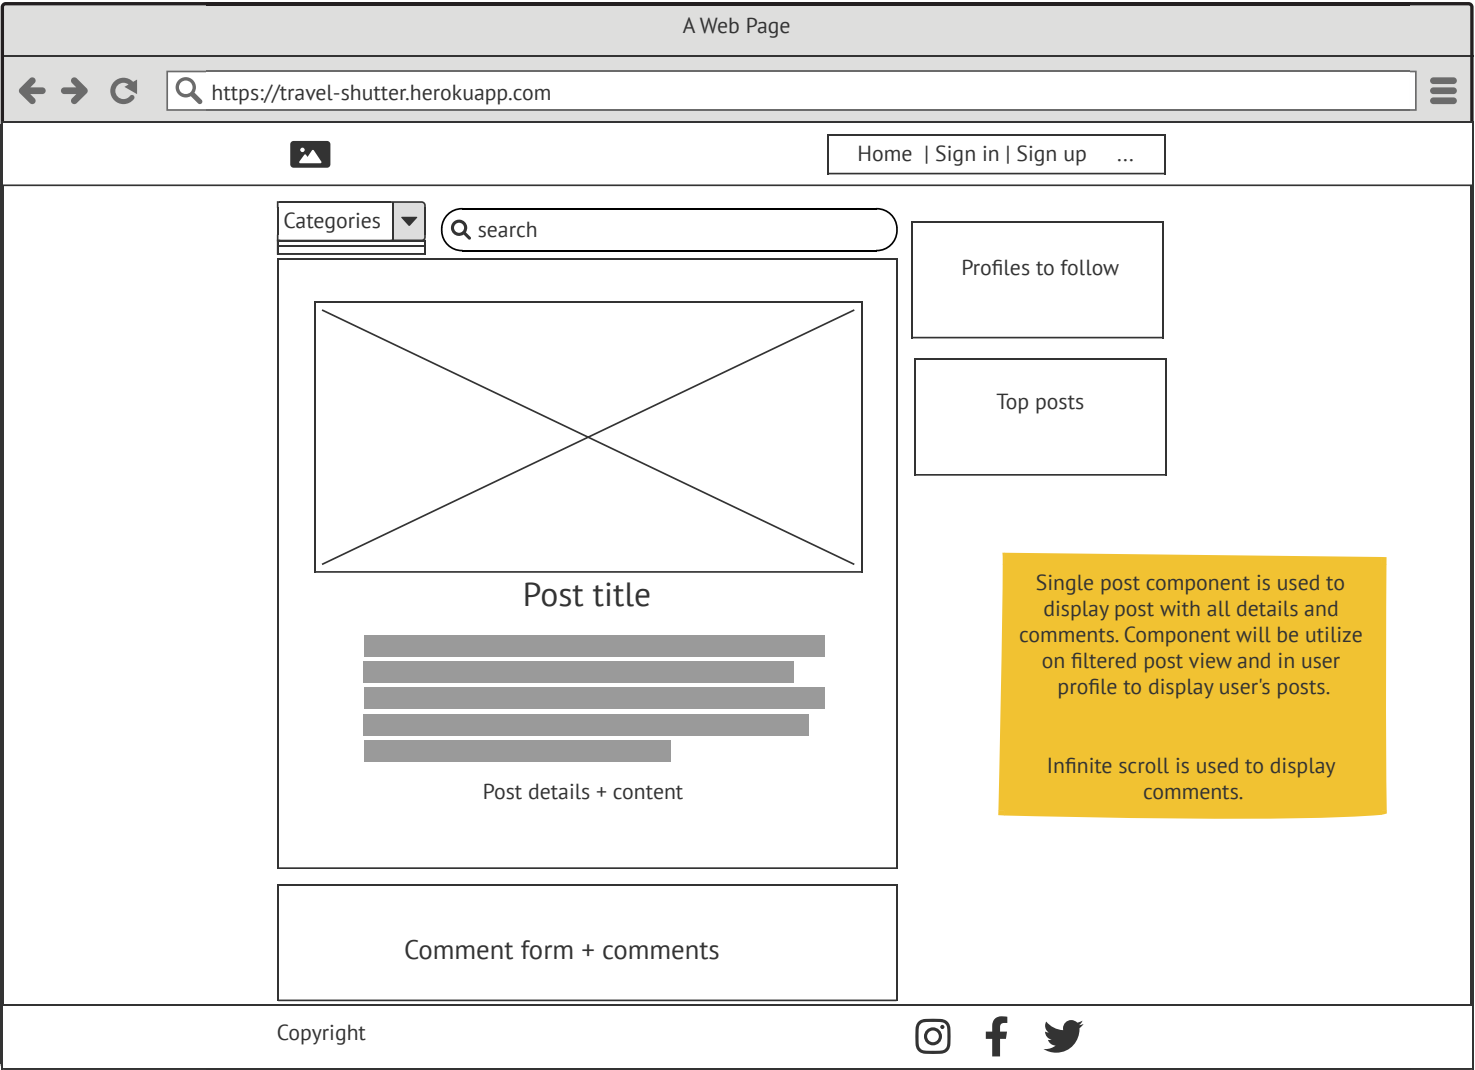 A Web Page
https://travel-shutter.herokuapp.com
Home | Sign in | Sign up ...
Categories
search
Profiles to follow
Top posts
Post title
Post details + content
Single post component is used to
display post with all details and
comments. Component will be utilize
on filtered post view and in user
profile to display user's posts.
Infinite scroll is used to display
comments.
Comment form + comments
Copyright